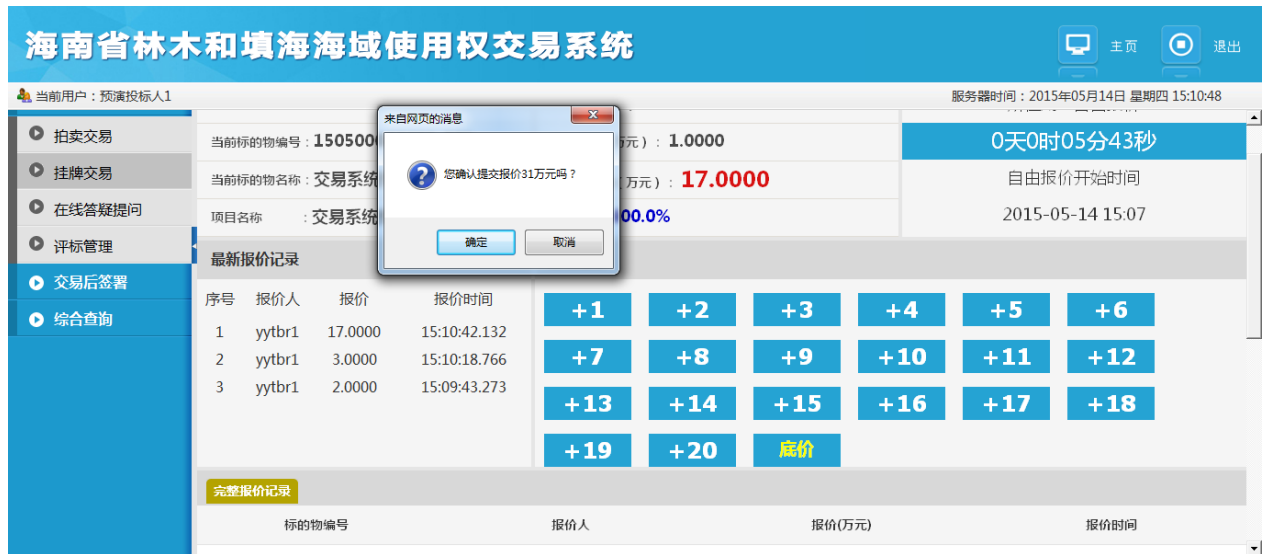 海南省林木和填海海域使用权交易系统
主页
退出
当前用户：预演投标人1
服务器时间：2015年05月14日 星期四 15:10:48
拍卖交易
挂牌交易
在线答疑提问
评标管理
交易后签署
综合查询
当前标的物编号：1505000
万元）：1.0000
当前标的物名称：交易系统
万元）：17.0000
项目名称 ：交易系统
00.0%
0天0时05分43秒
自由报价开始时间
2015-05-14 15:07
来自网页的消息
您确认提交报价31万元吗？
确定 取消
最新报价记录
序号 报价人 报价 报价时间
1 yytbr1 17.0000 15:10:42.132
2 yytbr1 3.0000 15:10:18.766
3 yytbr1 2.0000 15:09:43.273
+1 +2 +3 +4 +5 +6
+7 +8 +9 +10 +11 +12
+13 +14 +15 +16 +17 +18
+19 +20 底价
完整报价记录
标的物编号 报价人 报价(万元) 报价时间